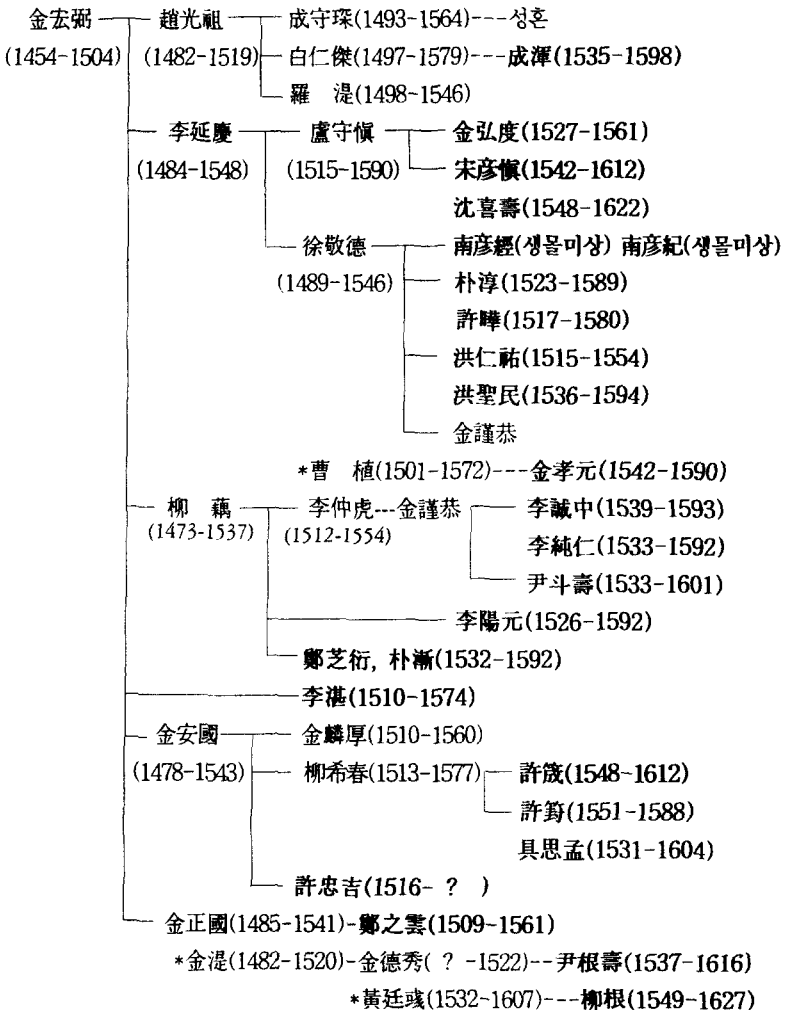 金宏弼 趙光祖 成守琛(1493-1564)---성혼
(1454-1504) (1482-1519) 白仁傑(1497-1579)---成渾(1535-1598)
羅 湜(1498-1546)
李延慶 盧守愼 金弘度(1527-1561)
(1484-1548) (1515-1590) 宋彦愼(1542-1612)
沈喜壽(1548-1622)
徐敬德 南彦經(생몰미상) 南彦紀(생몰미상)
(1489-1546) 朴淳(1523-1589)
許曄(1517-1580)
洪仁祐(1515-1554)
洪聖民(1536-1594)
金謹恭
*曹 植(1501-1572)---金孝元(1542-1590)
柳 藕 李仲虎---金謹恭 李誠中(1539-1593)
(1473-1537) (1512-1554) 李純仁(1533-1592)
尹斗壽(1533-1601)
李陽元(1526-1592)
鄭芝衍, 朴漸(1532-1592)
李湛(1510-1574)
金安國 金麟厚(1510-1560)
(1478-1543) 柳希春(1513-1577) 許筬(1548-1612)
許篈(1551-1588)
具思孟(1531-1604)
許忠吉(1516- ? )
金正國(1485-1541)-鄭之雲(1509-1561)
*金湜(1482-1520)-金德秀( ? -1522)--尹根壽(1537-1616)
*黃廷彧(1532-1607)---柳根(1549-1627)